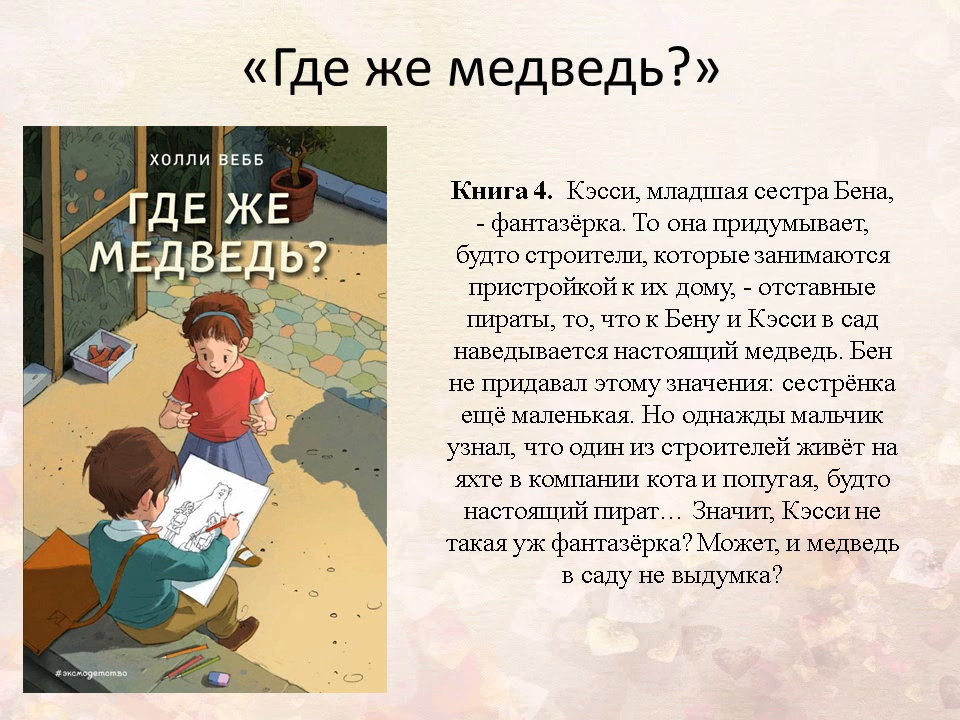 «Где же медведь?»
ХОЛЛИ ВЕББ
ГДЕ ЖЕ
МЕДВЕДЬ?
#эксмодетство
Книга 4. Кэсси, младшая сестра Бена,
- фантазёрка. То она придумывает,
будто строители, которые занимаются
пристройкой к их дому, - отставные
пираты, то, что к Бену и Кэсси в сад
наведывается настоящий медведь. Бен
не придавал этому значения: сестрёнка
ещё маленькая. Но однажды мальчик
узнал, что один из строителей живёт на
яхте в компании кота и попугая, будто
настоящий пират… Значит, Кэсси не
такая уж фантазёрка? Может, и медведь
в саду не выдумка?